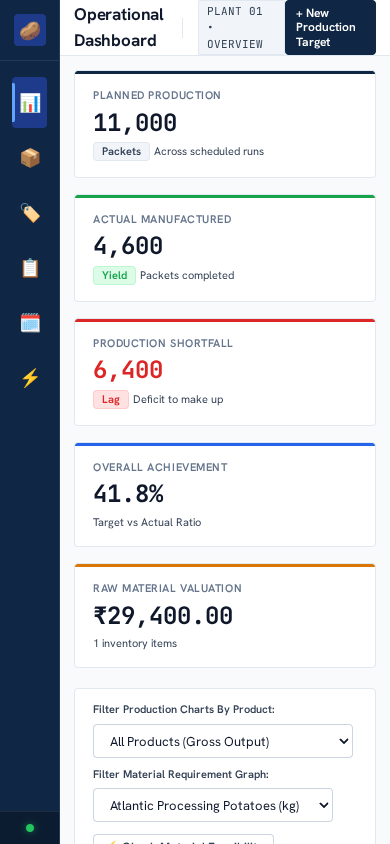 Operational
Dashboard
PLANT 01
•
OVERVIEW
+ New
Production
Target
PLANNED PRODUCTION
11,000
Packets Across scheduled runs
ACTUAL MANUFACTURED
4,600
Yield Packets completed
PRODUCTION SHORTFALL
6,400
Lag Deficit to make up
OVERALL ACHIEVEMENT
41.8%
Target vs Actual Ratio
RAW MATERIAL VALUATION
₹29,400.00
1 inventory items
Filter Production Charts By Product:
All Products (Gross Output)
Filter Material Requirement Graph:
Atlantic Processing Potatoes (kg)